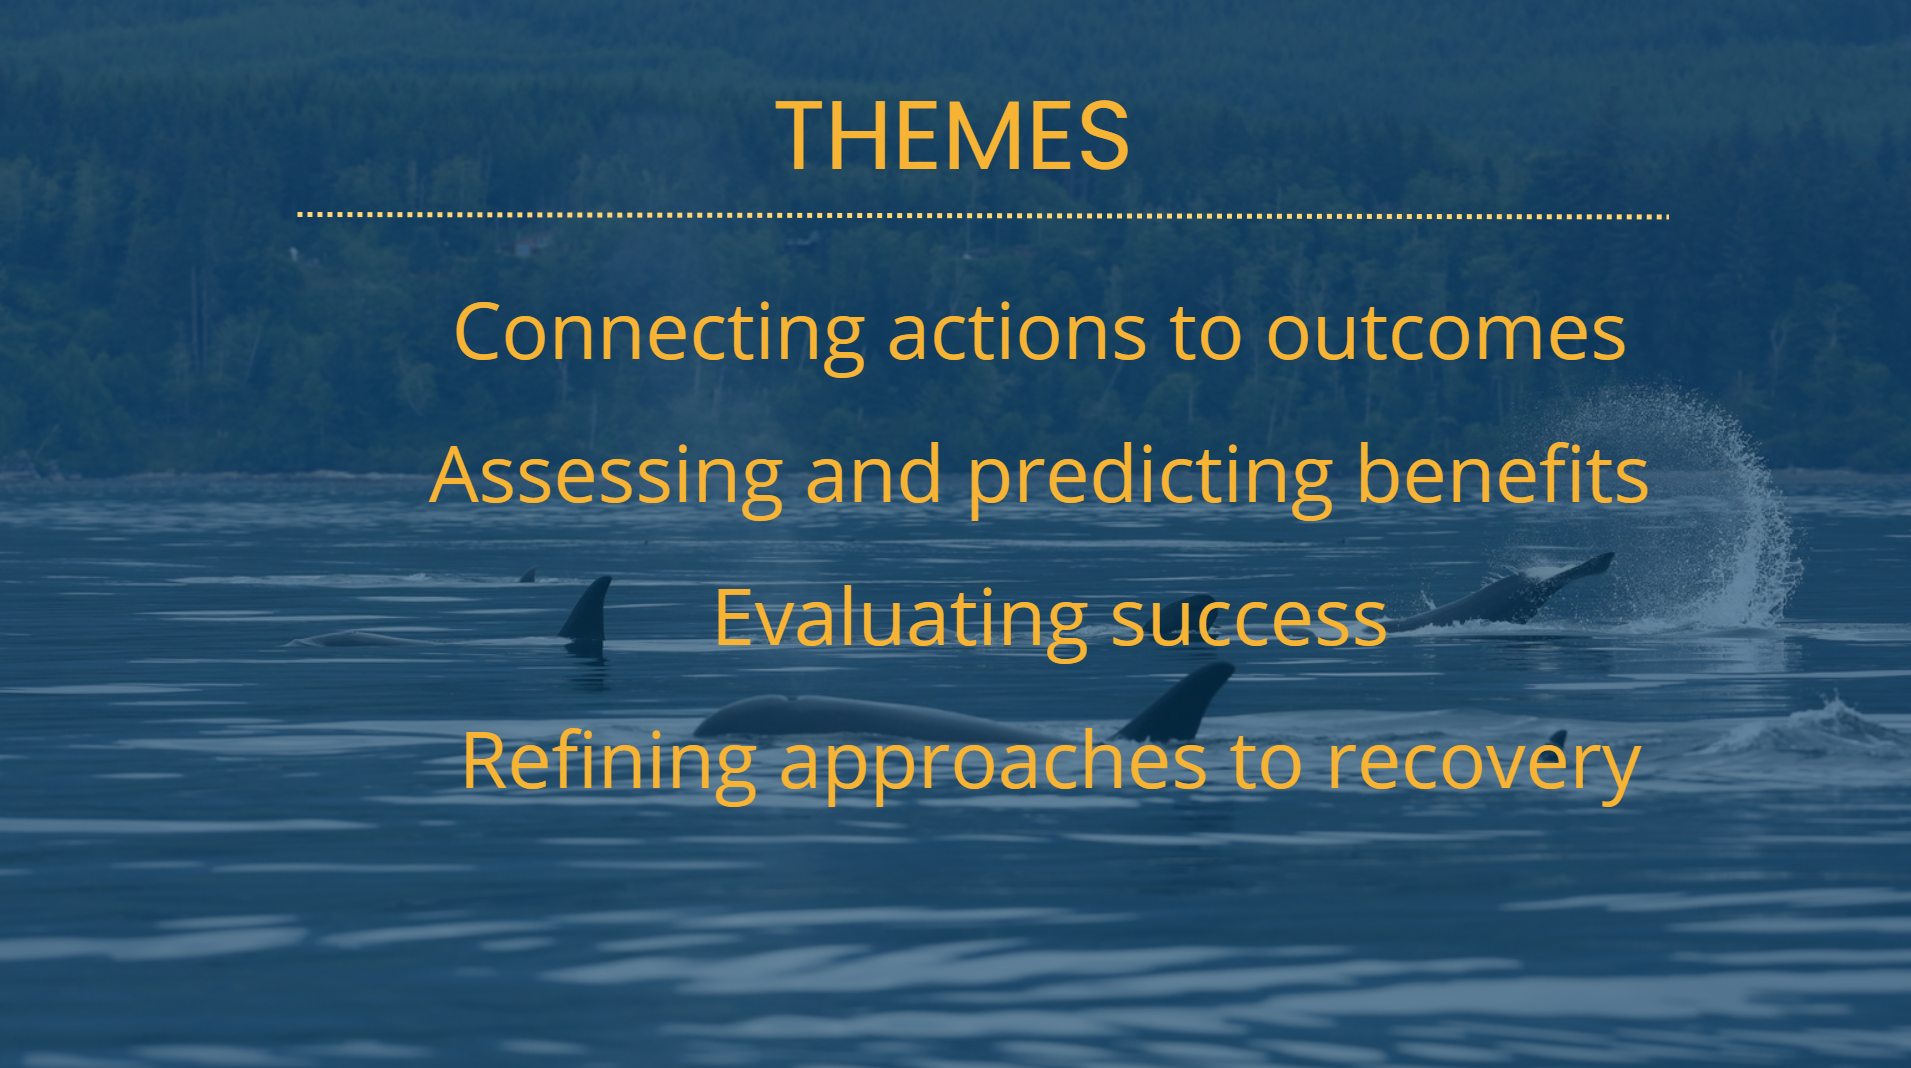 THEMES
Connecting actions to outcomes
Assessing and predicting benefits
Evaluating success
Refining approaches to recovery